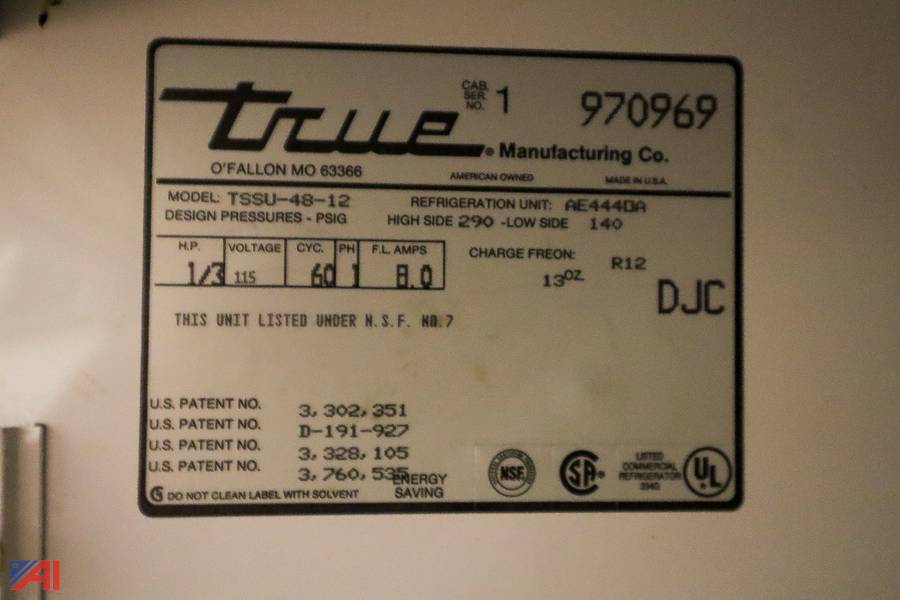 true® Manufacturing Co.
CAB. SER. NO. 1 970969
O'FALLON MO 63366 AMERICAN OWNED MADE IN U.S.A.
MODEL: TSSU-48-12 REFRIGERATION UNIT: AE444DA
DESIGN PRESSURES - PSIG HIGH SIDE 290 -LOW SIDE 140
H.P. VOLTAGE CYC. PH F.L. AMPS CHARGE FREON: R12
1/3 115 60 1 8.0 13 OZ
DJC
THIS UNIT LISTED UNDER N.S.F. NO.7
U.S. PATENT NO. 3,302,351
U.S. PATENT NO. D-191-927
U.S. PATENT NO. 3,328,105
U.S. PATENT NO. 3,760,535
ENERGY
SAVING
DO NOT CLEAN LABEL WITH SOLVENT
NSF
SA
LISTED
COMMERCIAL
REFRIGERATOR
UL
AI